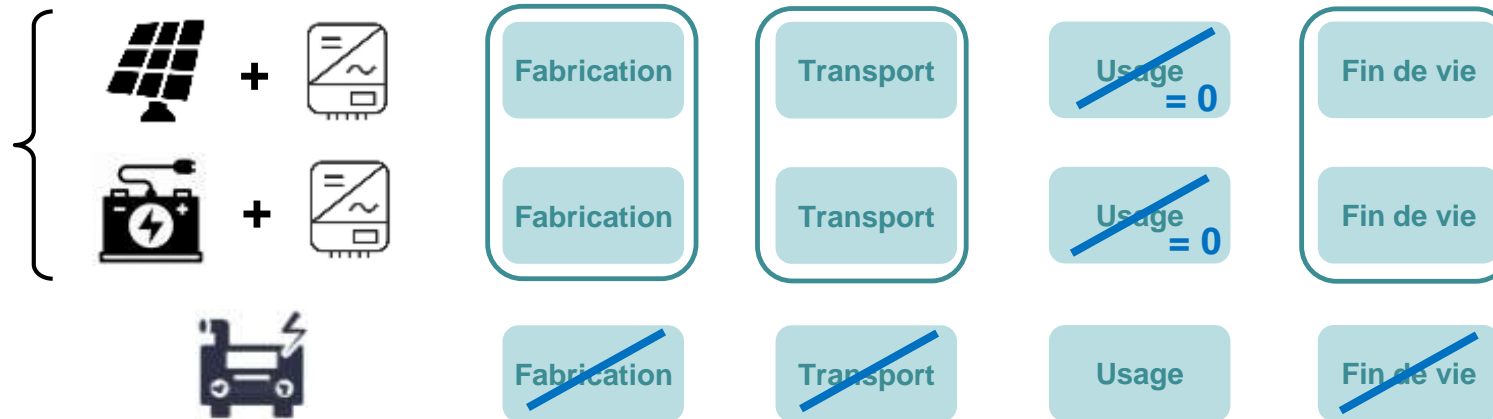 + Fabrication Transport Usage = 0 Fin de vie
+ Fabrication Transport Usage = 0 Fin de vie
Fabrication Transport Usage Fin de vie